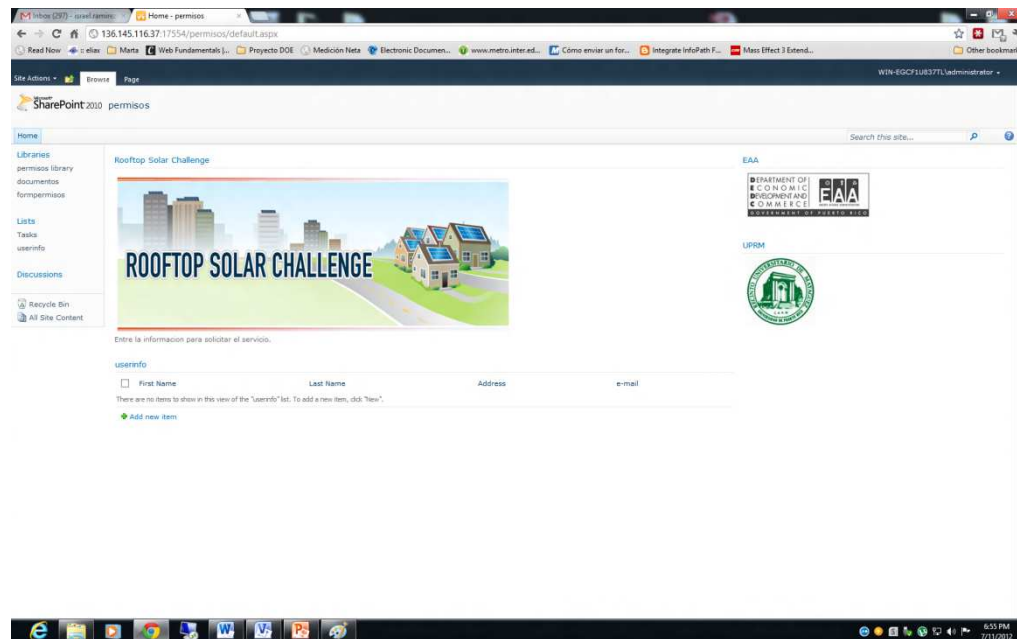 Inbox (297) - israel.ramire
Home - permisos
136.145.116.37:17554/permisos/default.aspx
Read Now
:: elias
Marta
Web Fundamentals |...
Proyecto DOE
Medición Neta
Electronic Documen...
www.metro.inter.ed...
Cómo enviar un for...
Integrate InfoPath F...
Mass Effect 3 Extend...
Other bookmar
Site Actions
Browse
Page
WIN-EGCF1U837TL\administrator
Microsoft
SharePoint 2010
permisos
Home
Search this site...
Libraries
permisos library
documentos
formpermisos
Lists
Tasks
userinfo
Discussions
Recycle Bin
All Site Content
Rooftop Solar Challenge
ROOFTOP SOLAR CHALLENGE
Entre la informacion para solicitar el servicio.
userinfo
First Name Last Name Address e-mail
There are no items to show in this view of the "userinfo" list. To add a new item, click "New".
Add new item
EAA
DEPARTMENT OF
ECONOMIC
DEVELOPMENT AND
COMMERCE
EAA
GOVERNMENT OF PUERTO RICO
UPRM
6:55 PM
7/11/2012